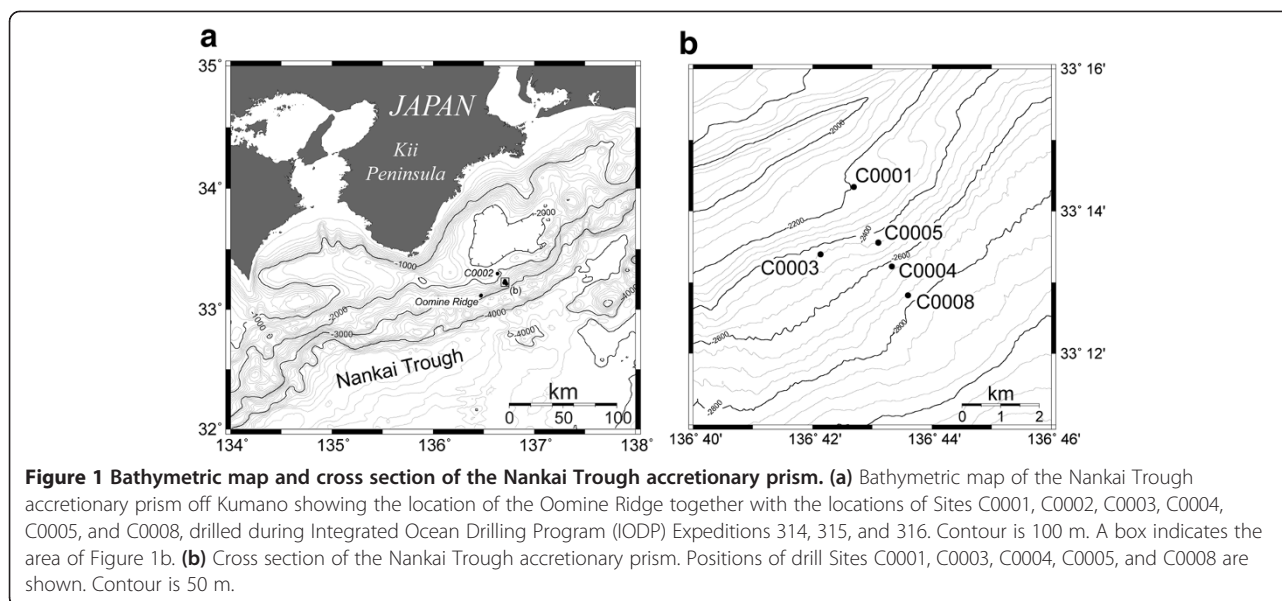 a
35˚
34˚
33˚
32˚
134
135
136
137
138
JAPAN
Kii
Peninsula
-2000
-1000
C0002
(b)
Oomine Ridge
-4000
-1000
-2000
-3000
-4000
-4000
Nankai Trough
km
0 50 100
b
33˚ 16'
33˚ 14'
33˚ 12'
136˚ 40'
136˚ 42'
136˚ 44'
136˚ 46'
-2000
C0001
-2200
-2400
C0005
C0003
-2600
C0004
C0008
-2800
-2600
-2800
km
0 1 2
Figure 1 Bathymetric map and cross section of the Nankai Trough accretionary prism. (a) Bathymetric map of the Nankai Trough
accretionary prism off Kumano showing the location of the Oomine Ridge together with the locations of Sites C0001, C0002, C0003, C0004,
C0005, and C0008, drilled during Integrated Ocean Drilling Program (IODP) Expeditions 314, 315, and 316. Contour is 100 m. A box indicates the
area of Figure 1b. (b) Cross section of the Nankai Trough accretionary prism. Positions of drill Sites C0001, C0003, C0004, C0005, and C0008 are
shown. Contour is 50 m.